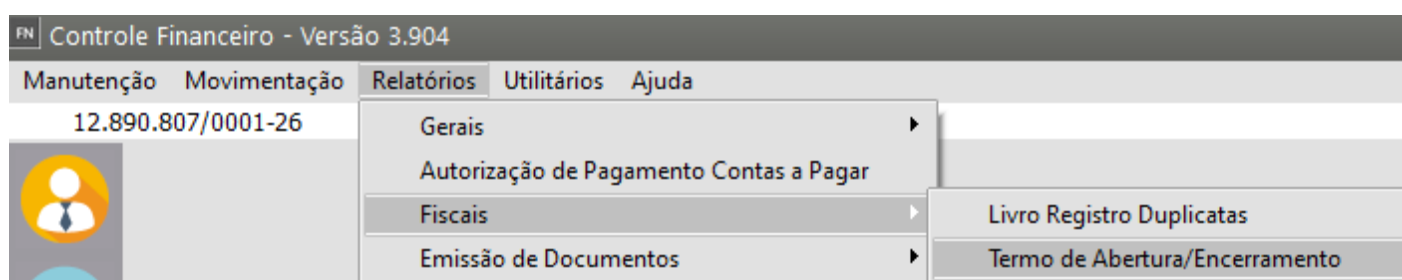 FN Controle Financeiro - Versão 3.904
Manutenção Movimentação Relatórios Utilitários Ajuda
12.890.807/0001-26
Gerais
Autorização de Pagamento Contas a Pagar
Fiscais
Livro Registro Duplicatas
Emissão de Documentos
Termo de Abertura/Encerramento